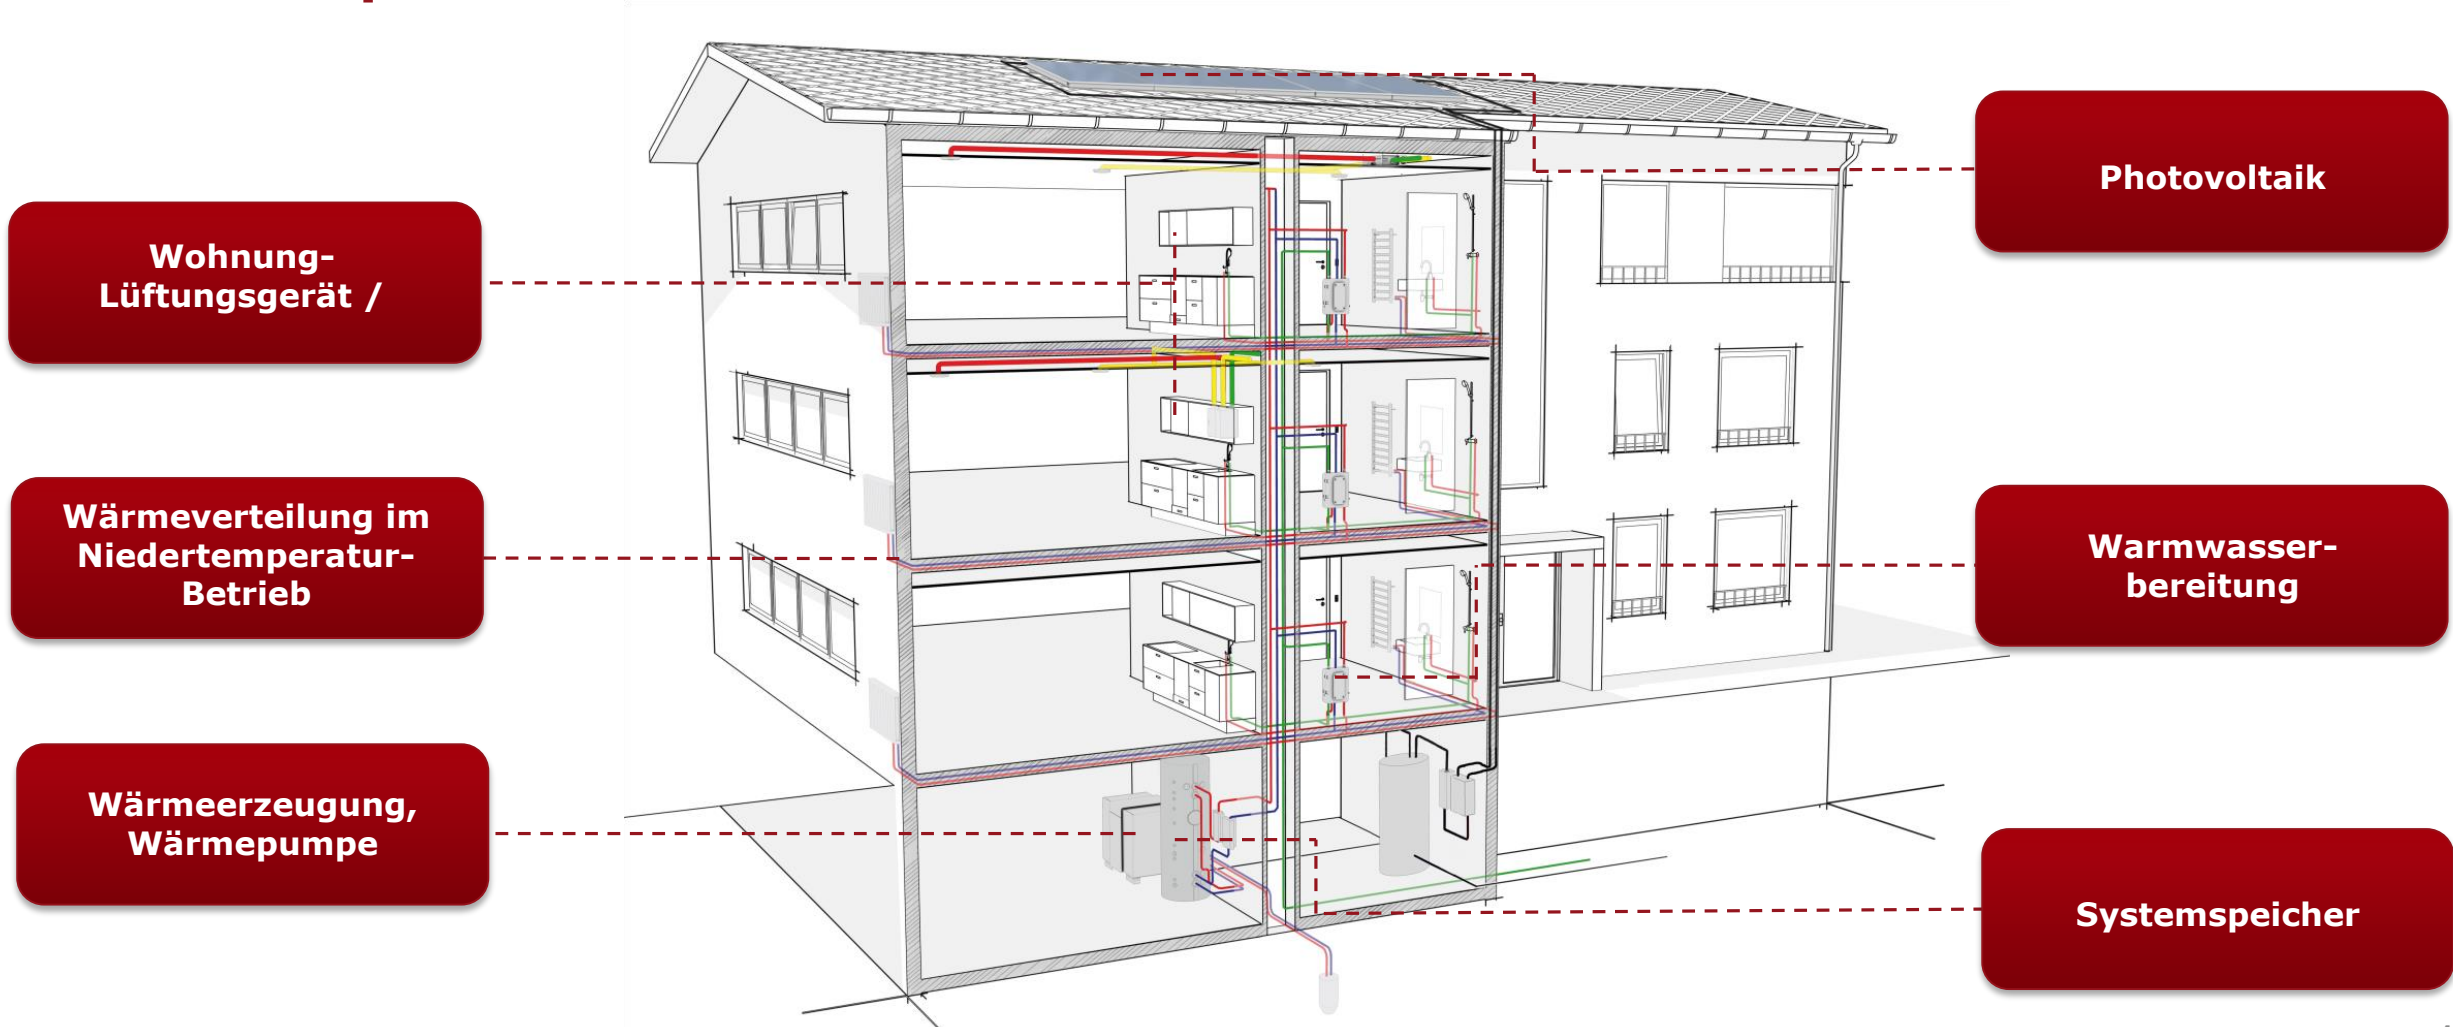 Wohnung-
Lüftungsgerät /
Wärmeverteilung im
Niedertemperatur-
Betrieb
Wärmeerzeugung,
Wärmepumpe
Photovoltaik
Warmwasser-
bereitung
Systemspeicher